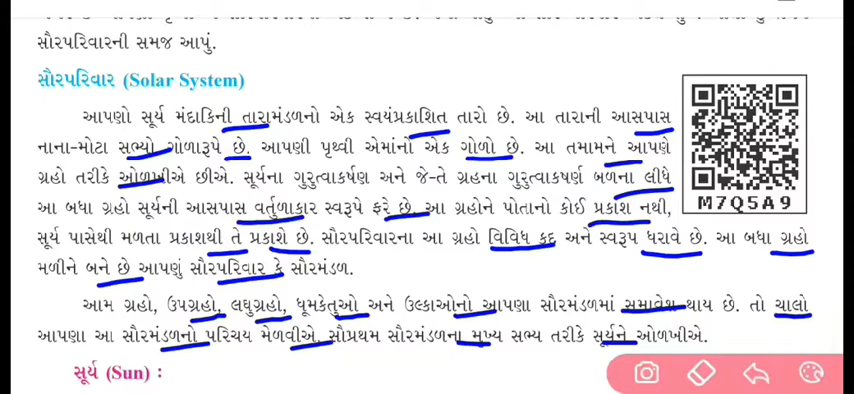 સૌરપરિવારની સમજ આપું.
સૌરપરિવાર (Solar System)
આપણો સૂર્ય મંદાકિની તારામંડળનો એક સ્વયંપ્રકાશિત તારો છે. આ તારાની આસપાસ
નાના-મોટા સભ્યો ગોળારૂપે છે. આપણી પૃથ્વી એમાંનો એક ગોળો છે. આ તમામને આપણે
ગ્રહો તરીકે ઓળખીએ છીએ. સૂર્યના ગુરુત્વાકર્ષણ અને જે-તે ગ્રહના ગુરુત્વાકર્ષણ બળના લીધે
આ બધા ગ્રહો સૂર્યની આસપાસ વર્તુળાકાર સ્વરૂપે ફરે છે. આ ગ્રહોને પોતાનો કોઈ પ્રકાશ નથી,
સૂર્ય પાસેથી મળતા પ્રકાશથી તે પ્રકાશે છે. સૌરપરિવારના આ ગ્રહો વિવિધ કદ અને સ્વરૂપ ધરાવે છે. આ બધા ગ્રહો
મળીને બને છે આપણું સૌરપરિવાર કે સૌરમંડળ.
આમ ગ્રહો, ઉપગ્રહો, લઘુગ્રહો, ધૂમકેતુઓ અને ઉલ્કાઓનો આપણા સૌરમંડળમાં સમાવેશ થાય છે. તો ચાલો
આપણા આ સૌરમંડળનો પરિચય મેળવીએ. સૌપ્રથમ સૌરમંડળના મુખ્ય સભ્ય તરીકે સૂર્યને ઓળખીએ.
સૂર્ય (Sun) :
M7Q5A9